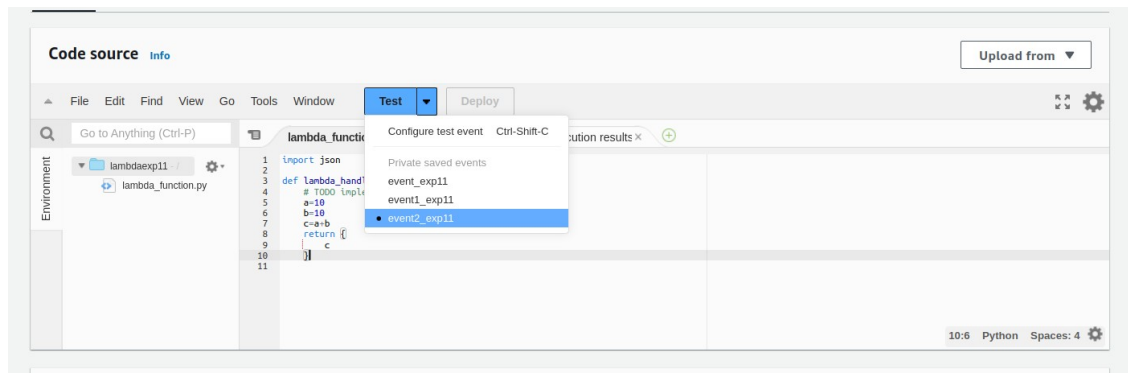 Code source Info
Upload from
File Edit Find View Go Tools Window Test Deploy
Go to Anything (Ctrl-P)
lambda_functio
Configure test event Ctrl-Shift-C
cution results ×
Environment
lambdaexp11 - /
lambda_function.py
Private saved events
event_exp11
event1_exp11
event2_exp11
1 import json
2
3 def lambda_handl
4 # TODO imple
5 a=10
6 b=10
7 c=a+b
8 return {
9 c
10 }
11
10:6 Python Spaces: 4